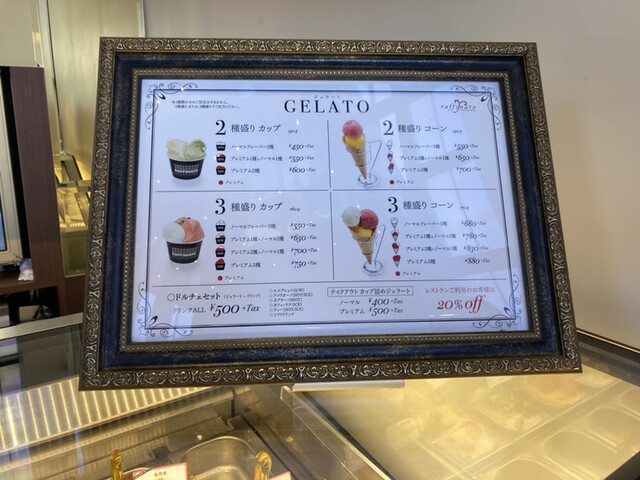 ジェラート
GELATO
raffinato
2種盛りカップ
ノーマルフレーバー2種 ¥450+Tax
プレミアム1種+ノーマル1種 ¥550+Tax
プレミアム2種 ¥600+Tax
プレミアム
2種盛りコーン
ノーマルフレーバー2種 ¥550+Tax
プレミアム1種+ノーマル1種 ¥650+Tax
プレミアム2種 ¥700+Tax
プレミアム
3種盛りカップ
ノーマルフレーバー3種 ¥550+Tax
プレミアム1種+ノーマル2種 ¥650+Tax
プレミアム2種+ノーマル1種 ¥700+Tax
プレミアム3種 ¥750+Tax
プレミアム
3種盛りコーン
ノーマルフレーバー3種 ¥680+Tax
プレミアム1種+ノーマル2種 ¥780+Tax
プレミアム2種+ノーマル1種 ¥830+Tax
プレミアム3種 ¥880+Tax
プレミアム
○ドルチェセット(ジェラート+ドリンク)
ドリンクALL ¥500+Tax
テイクアウトカップ詰めジェラート
ノーマル ¥400+Tax
プレミアム ¥500+Tax
レストランご利用のお客様は
20%off